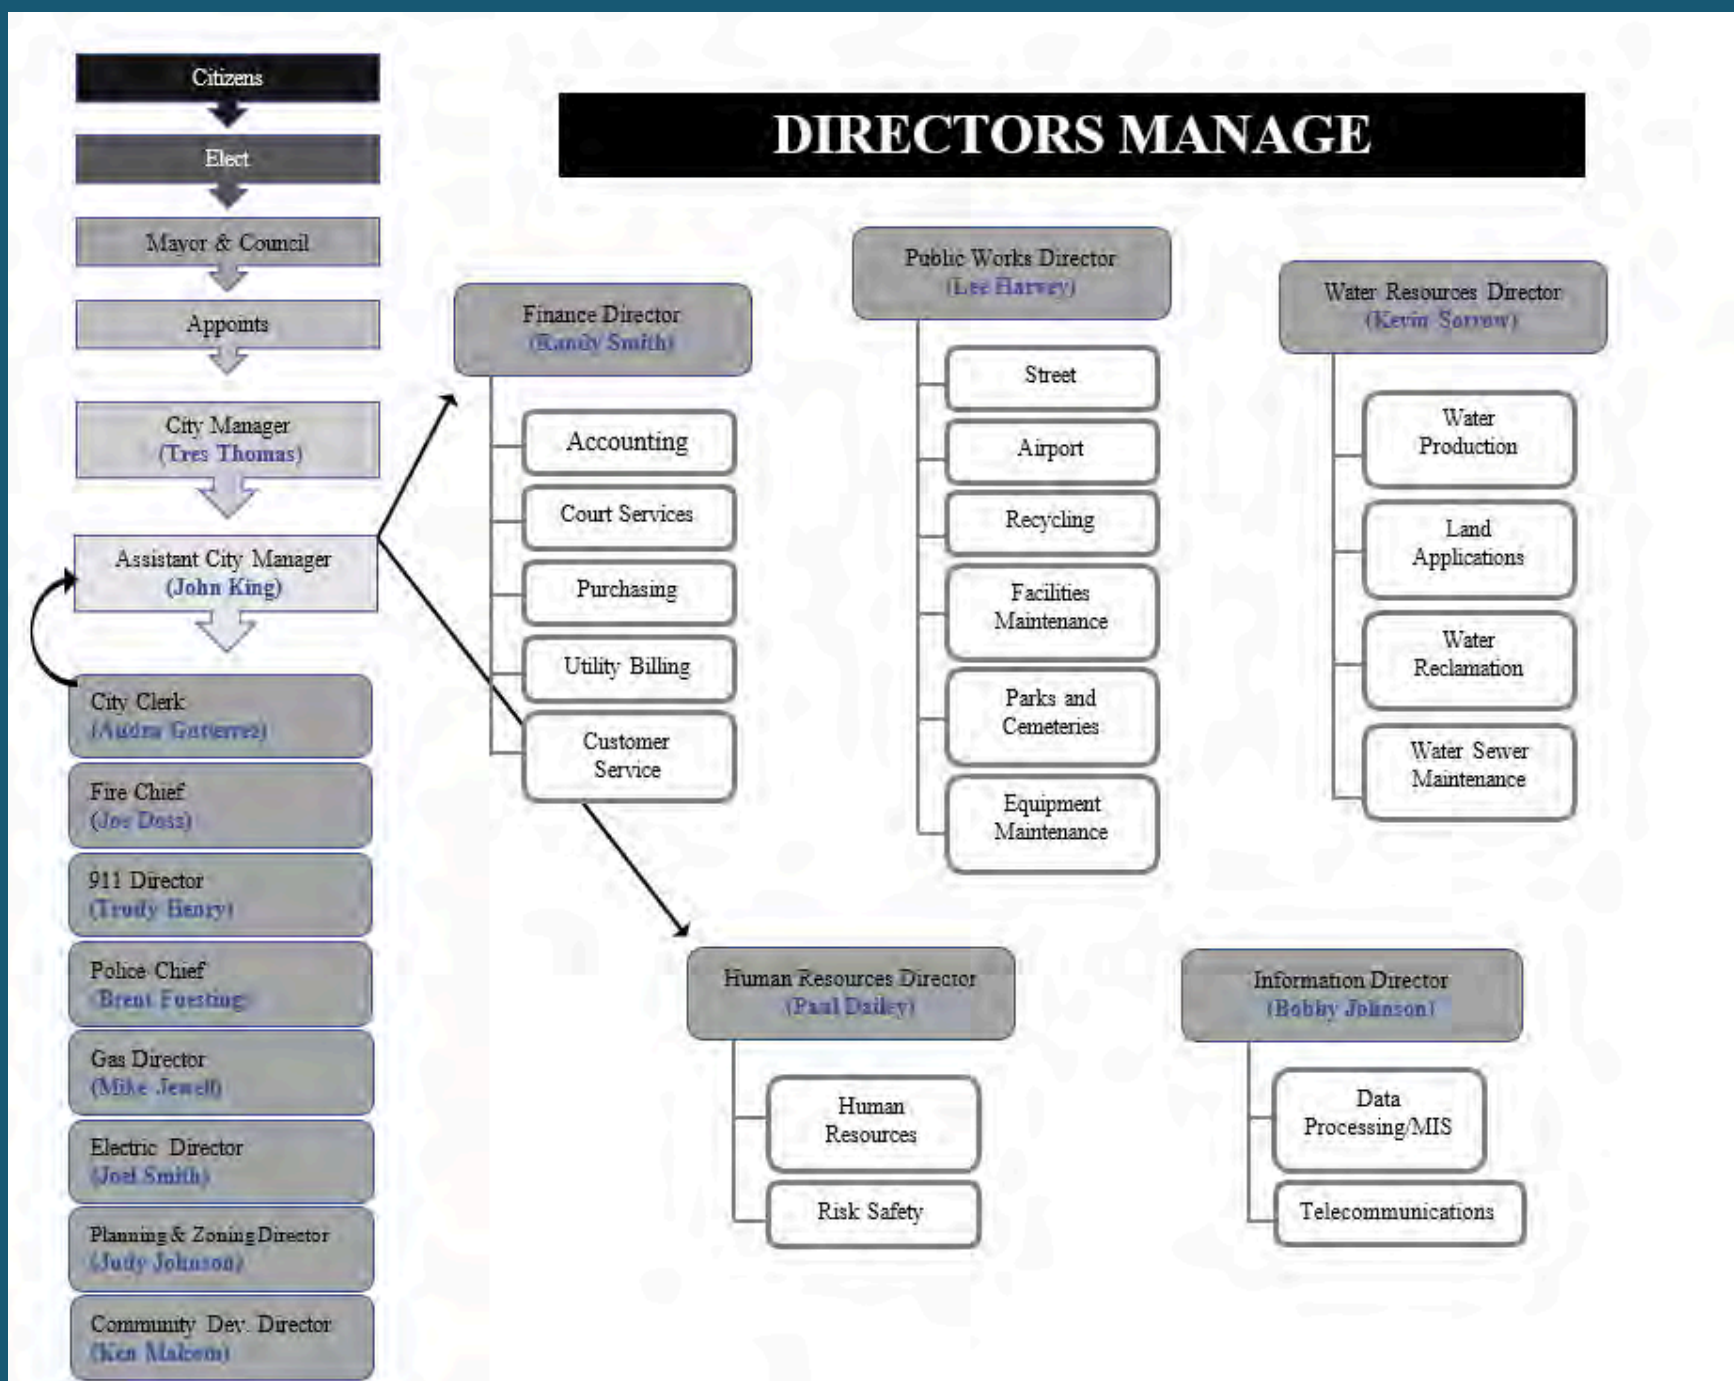 Citizens
Elect
Mayor & Council
Appoints
City Manager
(Tres Thomas)
Assistant City Manager
(John King)
City Clerk
(Audra Gutierrez)
Fire Chief
(Joe Doss)
911 Director
(Trudy Henry)
Police Chief
(Brent Fuesting)
Gas Director
(Mike Jewell)
Electric Director
(Joel Smith)
Planning & Zoning Director
(Judy Johnson)
Community Dev. Director
(Ken Malcom)
DIRECTORS MANAGE
Finance Director
(Randy Smith)
Accounting
Court Services
Purchasing
Utility Billing
Customer
Service
Public Works Director
(Lee Harvey)
Street
Airport
Recycling
Facilities
Maintenance
Parks and
Cemeteries
Equipment
Maintenance
Water Resources Director
(Kevin Sorrow)
Water
Production
Land
Applications
Water
Reclamation
Water Sewer
Maintenance
Human Resources Director
(Paul Dailey)
Human
Resources
Risk Safety
Information Director
(Bobby Johnson)
Data
Processing/MIS
Telecommunications